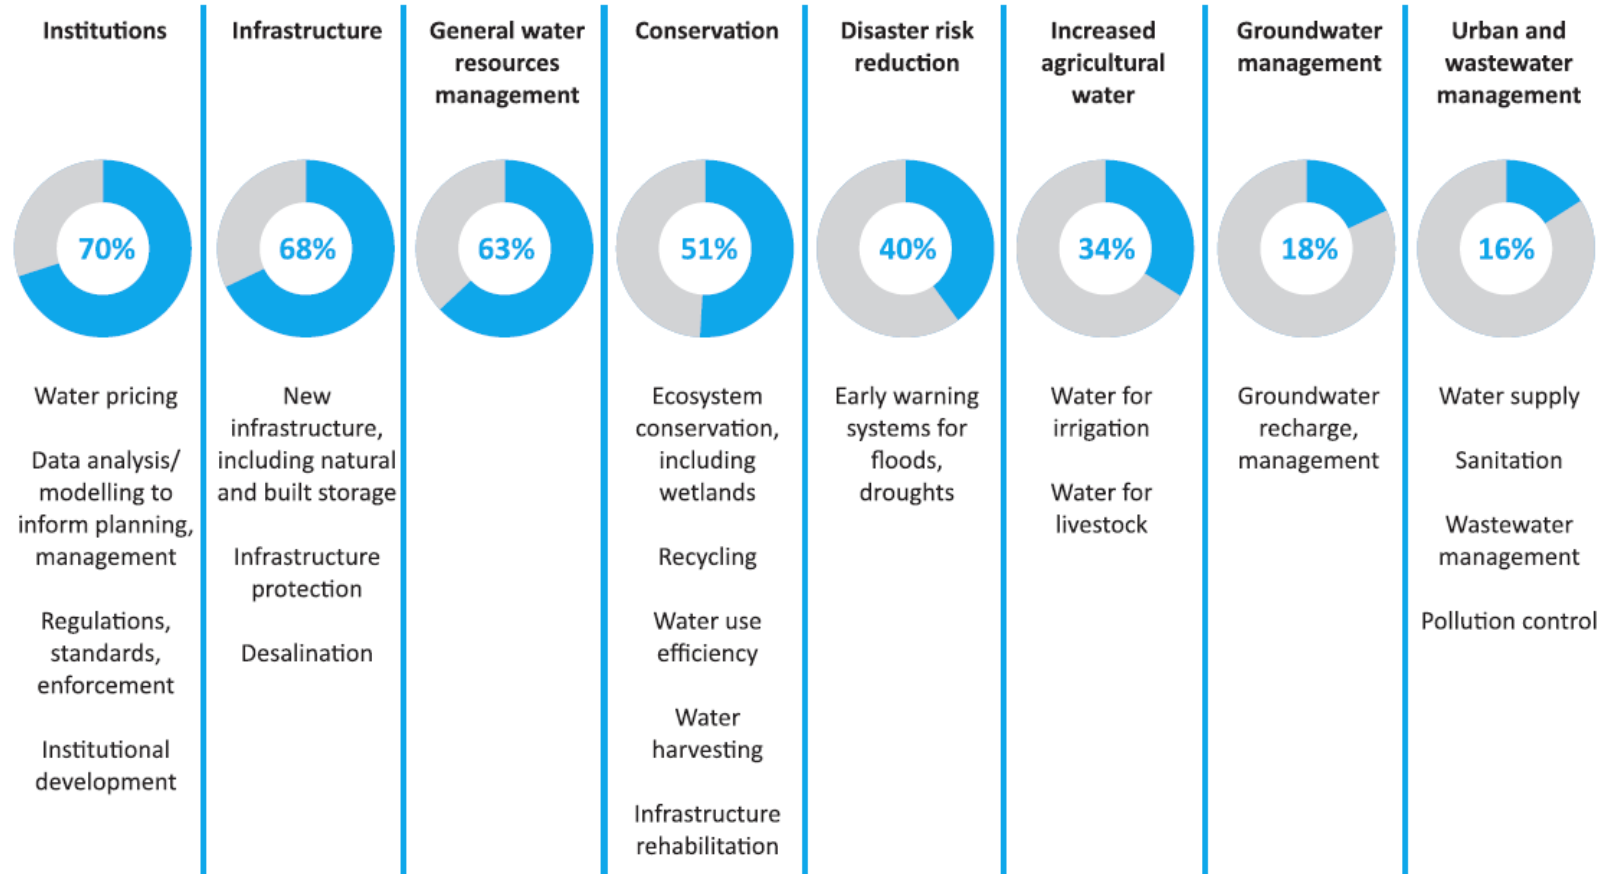 Institutions
70%
Water pricing
Data analysis/
modelling to
inform planning,
management
Regulations,
standards,
enforcement
Institutional
development
Infrastructure
68%
New
infrastructure,
including natural
and built storage
Infrastructure
protection
Desalination
General water
resources
management
63%
Conservation
51%
Ecosystem
conservation,
including
wetlands
Recycling
Water use
efficiency
Water
harvesting
Infrastructure
rehabilitation
Disaster risk
reduction
40%
Early warning
systems for
floods,
droughts
Increased
agricultural
water
34%
Water for
irrigation
Water for
livestock
Groundwater
management
18%
Groundwater
recharge,
management
Urban and
wastewater
management
16%
Water supply
Sanitation
Wastewater
management
Pollution control